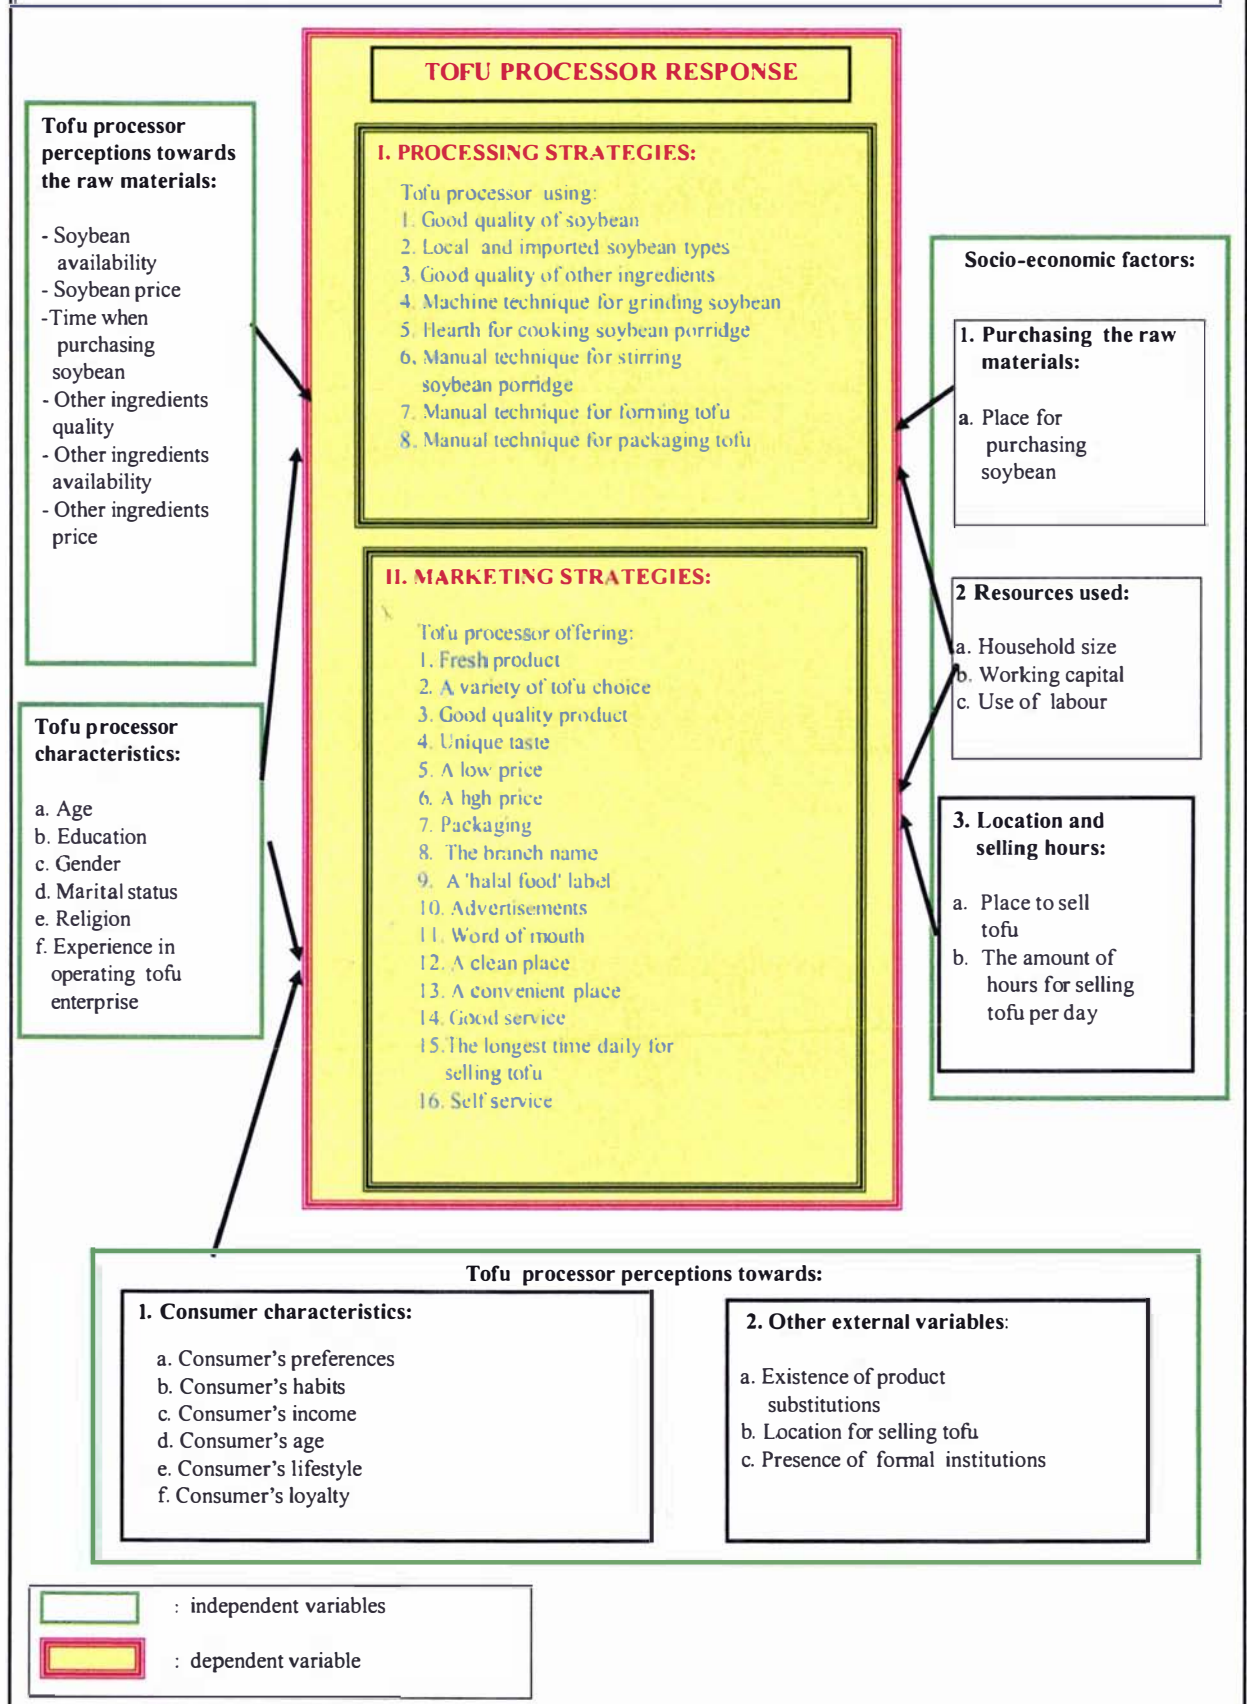 TOFU PROCESSOR RESPONSE
Tofu processor
perceptions towards
the raw materials:
- Soybean
availability
- Soybean price
-Time when
purchasing
soybean
- Other ingredients
quality
- Other ingredients
availability
- Other ingredients
price
Tofu processor
characteristics:
a. Age
b. Education
c. Gender
d. Marital status
e. Religion
f. Experience in
operating tofu
enterprise
I. PROCESSING STRATEGIES:
Tofu processor using:
1. Good quality of soybean
2. Local and imported soybean types
3. Good quality of other ingredients
4. Machine technique for grinding soybean
5. Hearth for cooking soybean porridge
6. Manual technique for stirring
soybean porridge
7. Manual technique for forming tofu
8. Manual technique for packaging tofu
II. MARKETING STRATEGIES:
Tofu processor offering:
1. Fresh product
2. A variety of tofu choice
3. Good quality product
4. Unique taste
5. A low price
6. A hgh price
7. Packaging
8. The branch name
9. A 'halal food' label
10. Advertisements
11. Word of mouth
12. A clean place
13. A convenient place
14. Good service
15.The longest time daily for
selling tofu
16. Self service
Socio-economic factors:
1. Purchasing the raw
materials:
a. Place for
purchasing
soybean
2 Resources used:
a. Household size
b. Working capital
c. Use of labour
3. Location and
selling hours:
a. Place to sell
tofu
b. The amount of
hours for selling
tofu per day
Tofu processor perceptions towards:
1. Consumer characteristics:
a. Consumer's preferences
b. Consumer's habits
c. Consumer's income
d. Consumer's age
e. Consumer's lifestyle
f. Consumer's loyalty
2. Other external variables:
a. Existence of product
substitutions
b. Location for selling tofu
c. Presence of formal institutions
: independent variables
: dependent variable